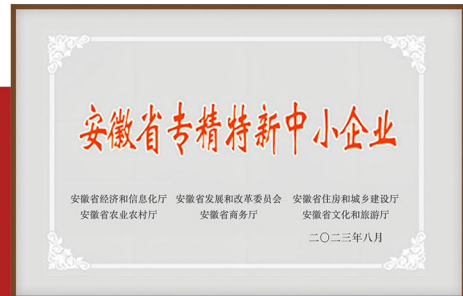 安徽省专精特新中小企业
安徽省经济和信息化厅 安徽省发展和改革委员会 安徽省住房和城乡建设厅
安徽省农业农村厅 安徽省商务厅 安徽省文化和旅游厅
二〇二三年八月